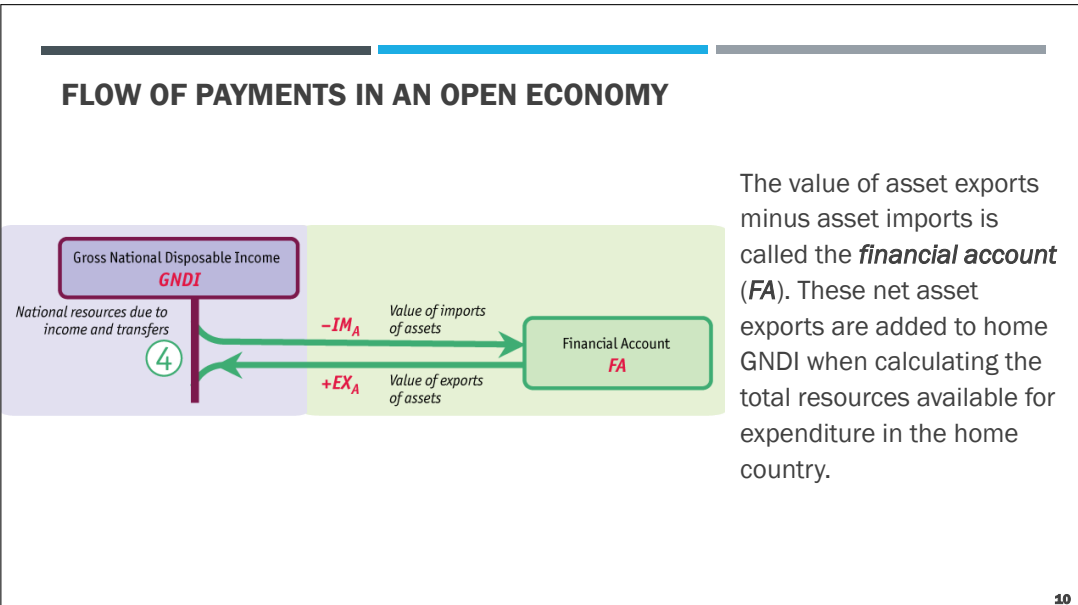 FLOW OF PAYMENTS IN AN OPEN ECONOMY
Gross National Disposable Income
GNDI
National resources due to
income and transfers
4
–IMA
Value of imports
of assets
+EXA
Value of exports
of assets
Financial Account
FA
The value of asset exports
minus asset imports is
called the financial account
(FA). These net asset
exports are added to home
GNDI when calculating the
total resources available for
expenditure in the home
country.
10